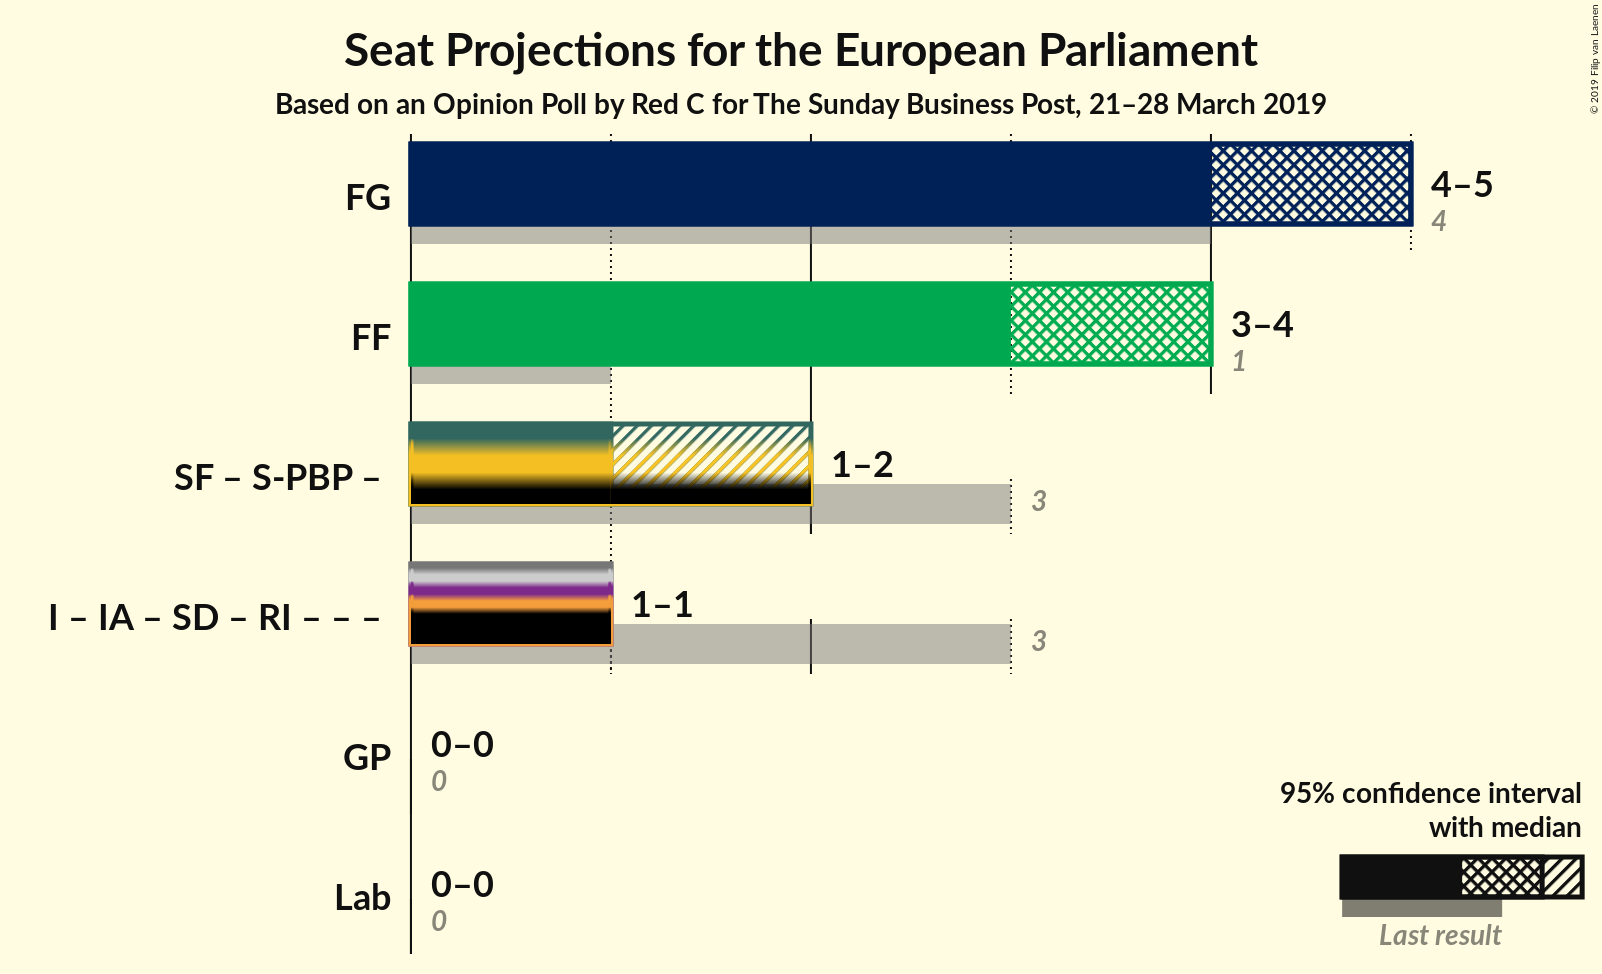 Seat Projections for the European Parliament
Based on an Opinion Poll by Red C for The Sunday Business Post, 21–28 March 2019
© 2019 Filip van Laenen
FG
4–5
4
FF
3–4
1
SF – S-PBP –
1–2
3
I – IA – SD – RI – – –
1–1
3
GP
0–0
0
Lab
0–0
0
95% confidence interval
with median
Last result